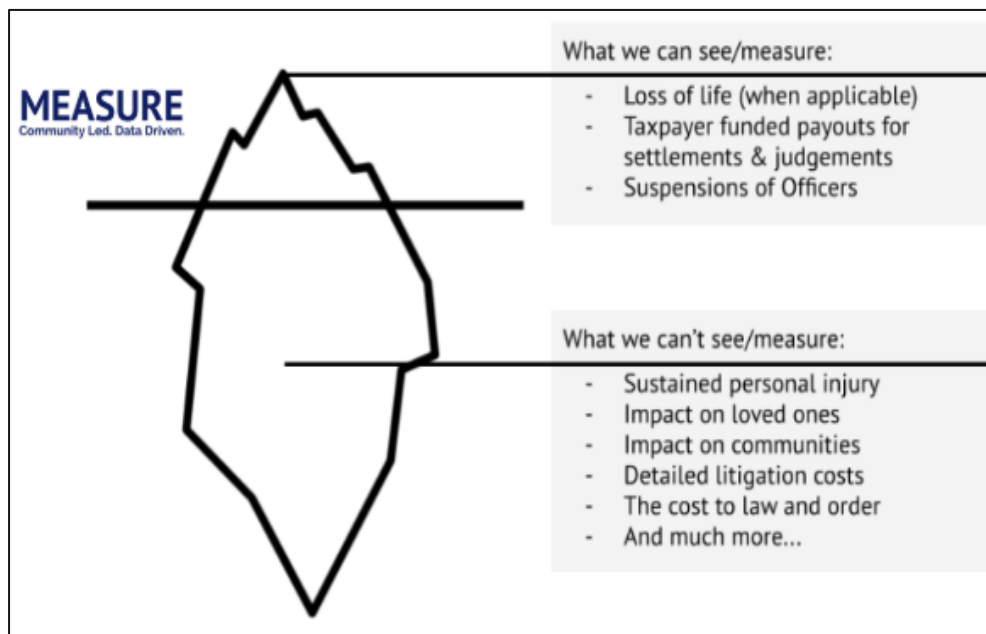 MEASURE
Community Led. Data Driven.
What we can see/measure:
- Loss of life (when applicable)
- Taxpayer funded payouts for
settlements & judgements
- Suspensions of Officers
What we can't see/measure:
- Sustained personal injury
- Impact on loved ones
- Impact on communities
- Detailed litigation costs
- The cost to law and order
- And much more...